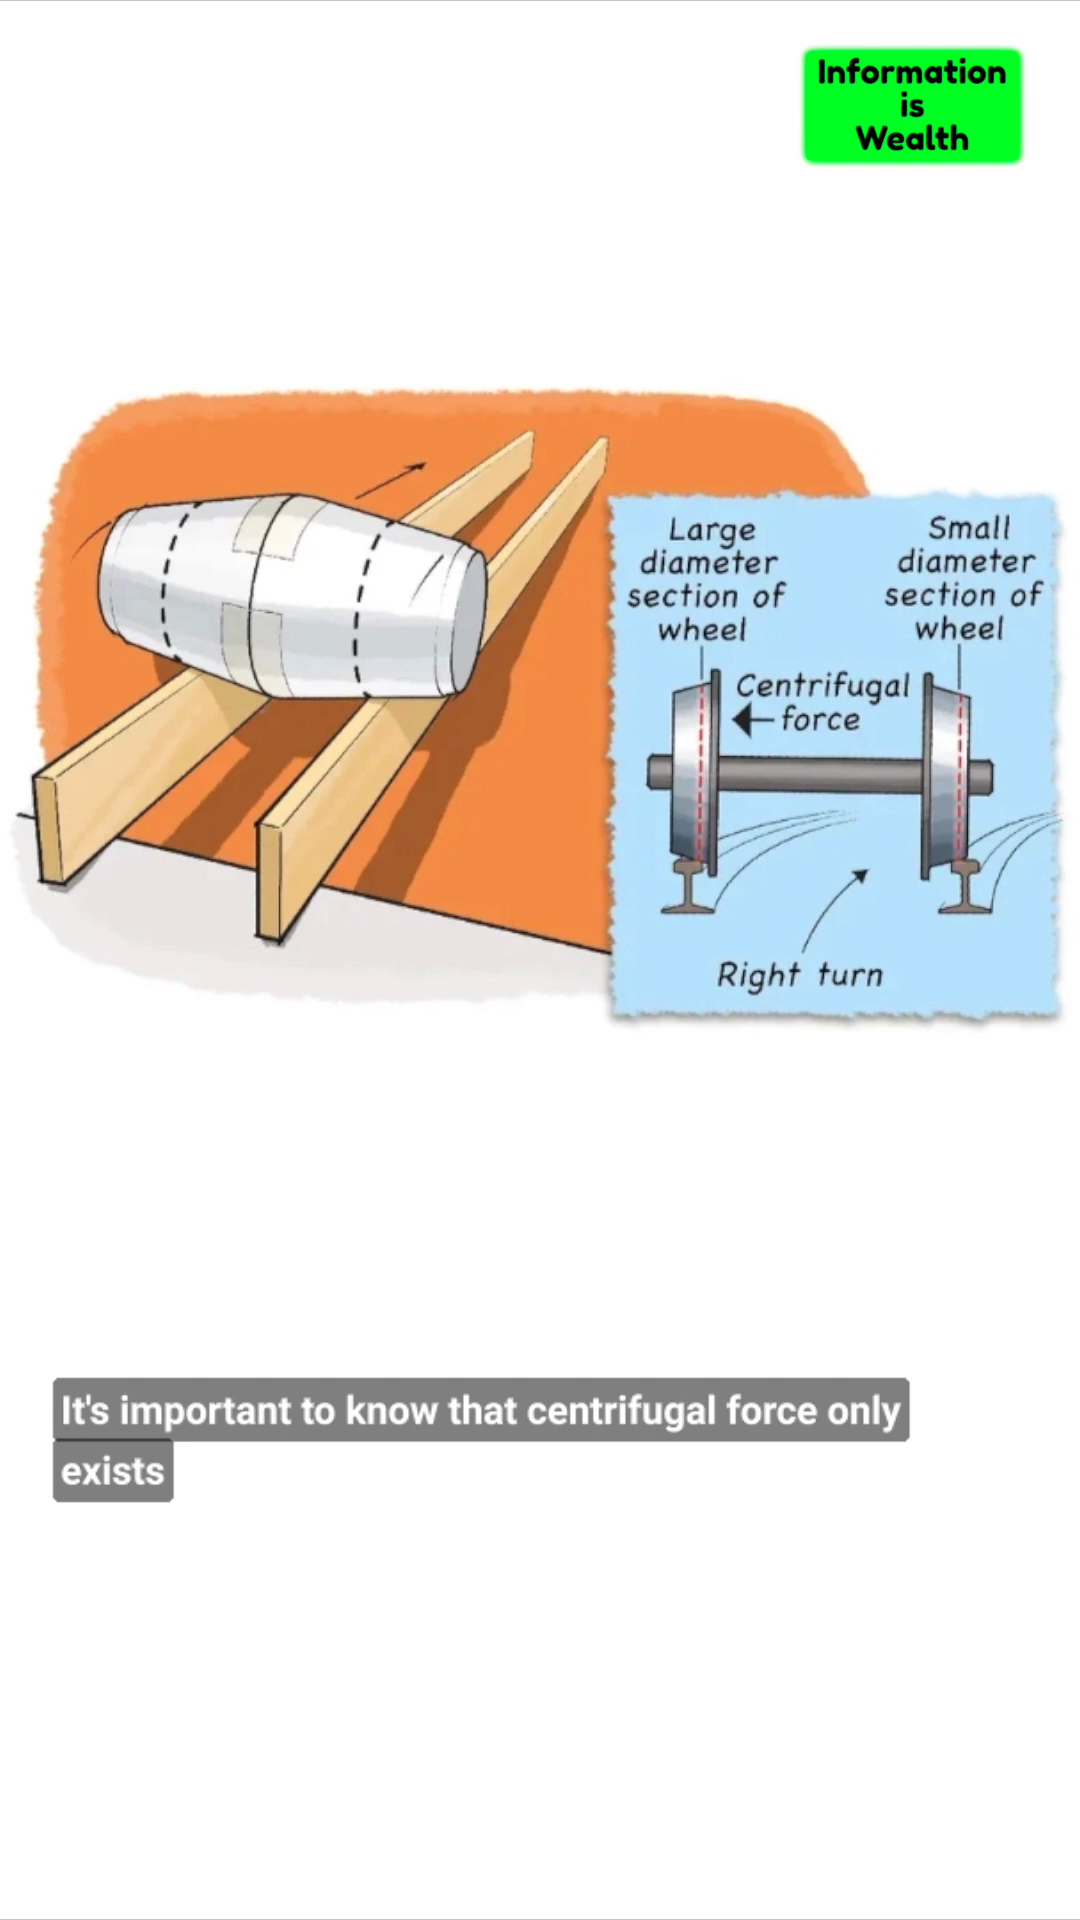 Information
is
Wealth
Large
diameter
section of
wheel
Small
diameter
section of
wheel
Centrifugal
force
Right turn
It's important to know that centrifugal force only
exists